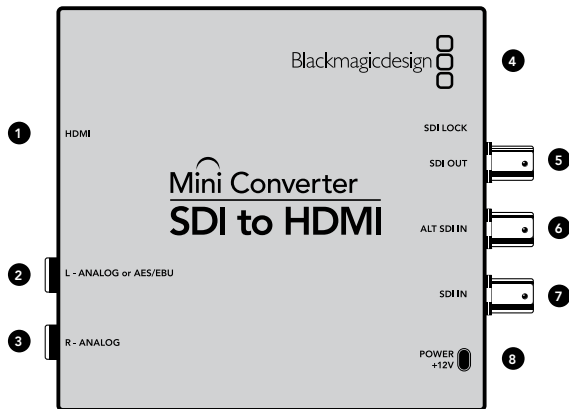 Blackmagicdesign
4
1
HDMI
SDI LOCK
SDI OUT
5
Mini Converter
SDI to HDMI
ALT SDI IN
6
2
L - ANALOG or AES/EBU
SDI IN
7
3
R - ANALOG
POWER
+12V
8